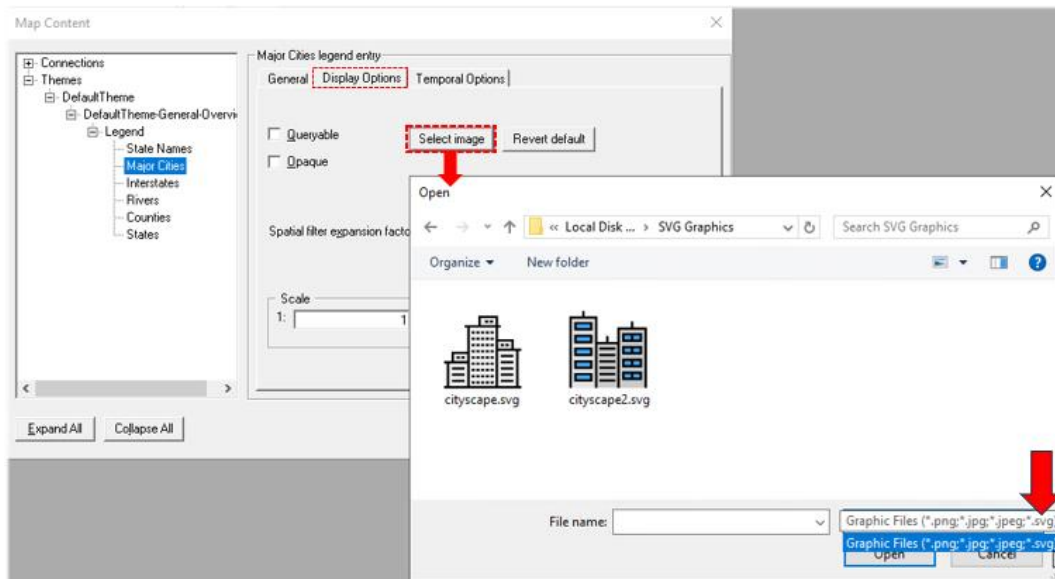 Map Content
Connections
Themes
DefaultTheme
DefaultTheme-General-Overvi
Legend
State Names
Major Cities
Interstates
Rivers
Counties
States
Expand All
Collapse All
Major Cities legend entry
General
Display Options
Temporal Options
Queryable
Opaque
Select image
Revert default
Spatial filter expansion facto
Scale
1:
1
Open
« Local Disk ... › SVG Graphics
Search SVG Graphics
Organize
New folder
cityscape.svg
cityscape2.svg
File name:
Graphic Files (*.png;*.jpg;*.jpeg;*.svg)
Graphic Files (*.png;*.jpg;*.jpeg;*.svg
Open
Cancel